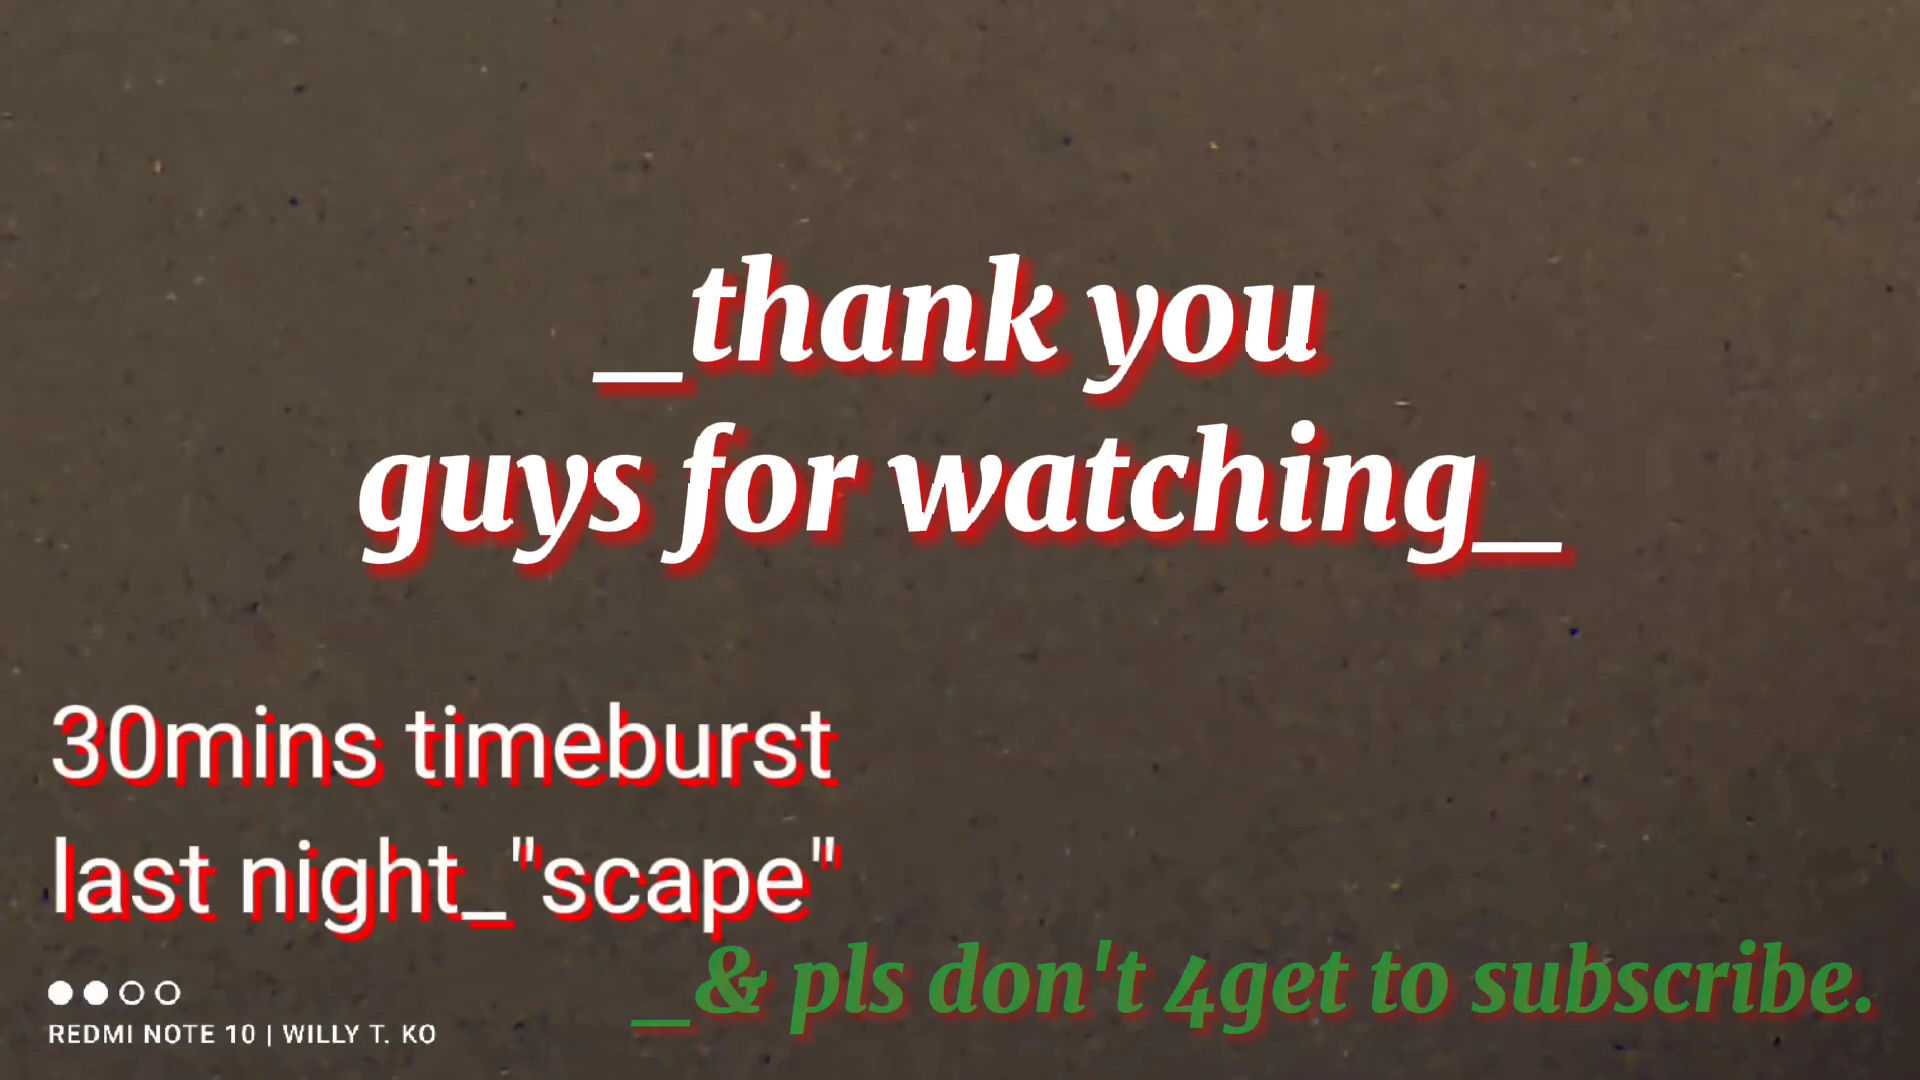 _thank you
guys for watching_
30mins timeburst
last night_"scape"
_& pls don't 4get to subscribe.
REDMI NOTE 10 | WILLY T. KO